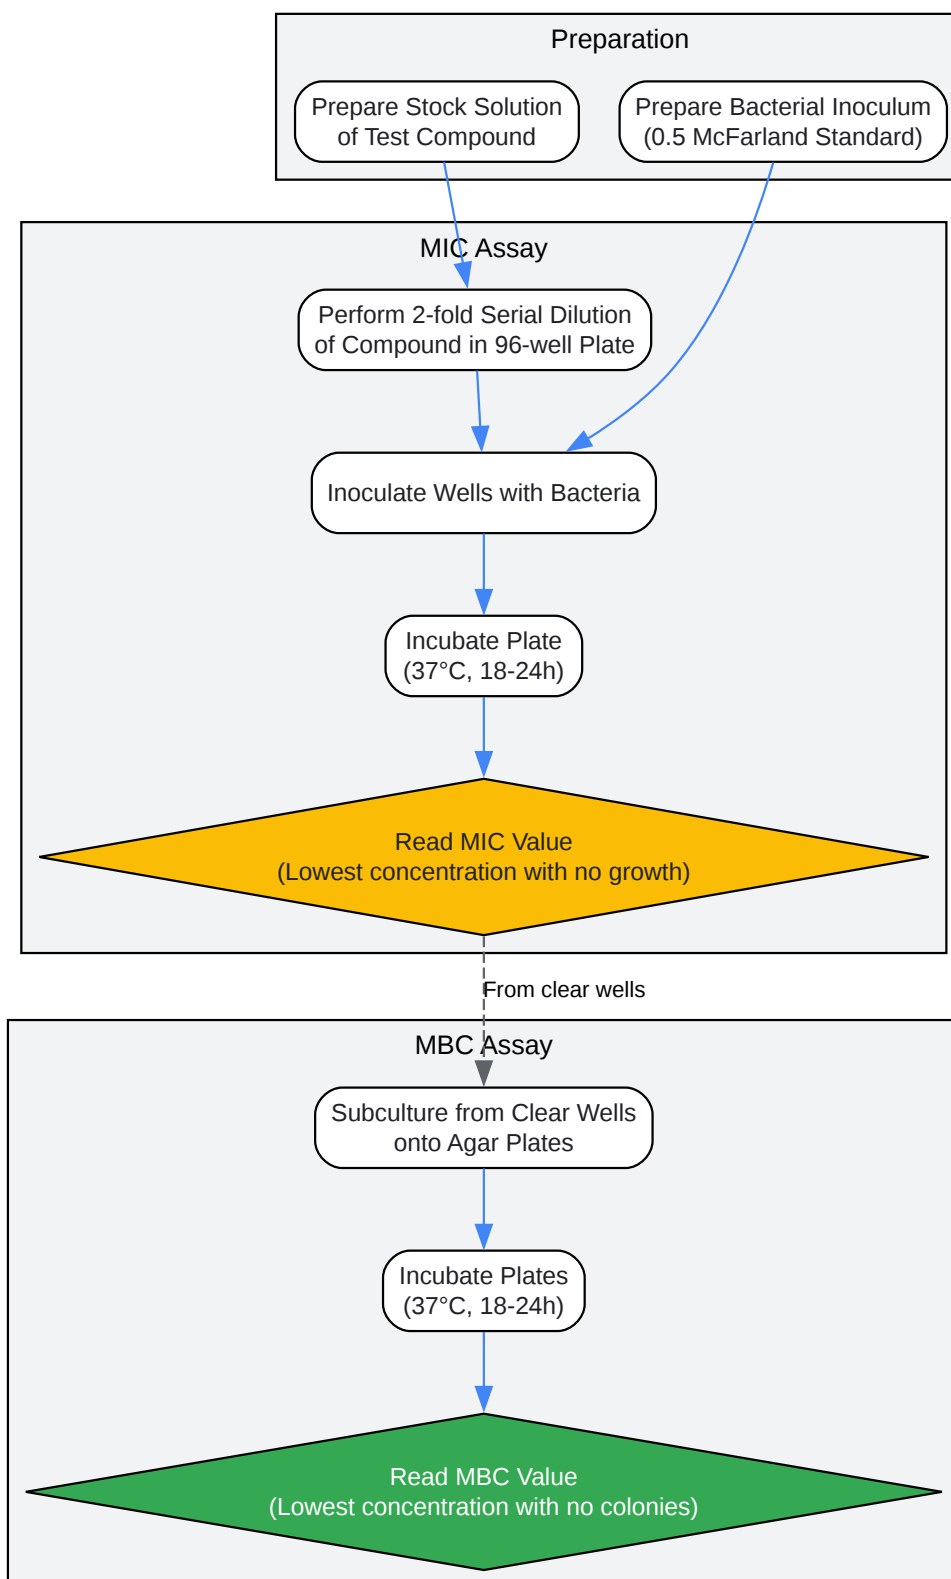 Preparation
Prepare Stock Solution
of Test Compound
Prepare Bacterial Inoculum
(0.5 McFarland Standard)
MIC Assay
Perform 2-fold Serial Dilution
of Compound in 96-well Plate
Inoculate Wells with Bacteria
Incubate Plate
(37°C, 18-24h)
Read MIC Value
(Lowest concentration with no growth)
From clear wells
MBC Assay
Subculture from Clear Wells
onto Agar Plates
Incubate Plates
(37°C, 18-24h)
Read MBC Value
(Lowest concentration with no colonies)